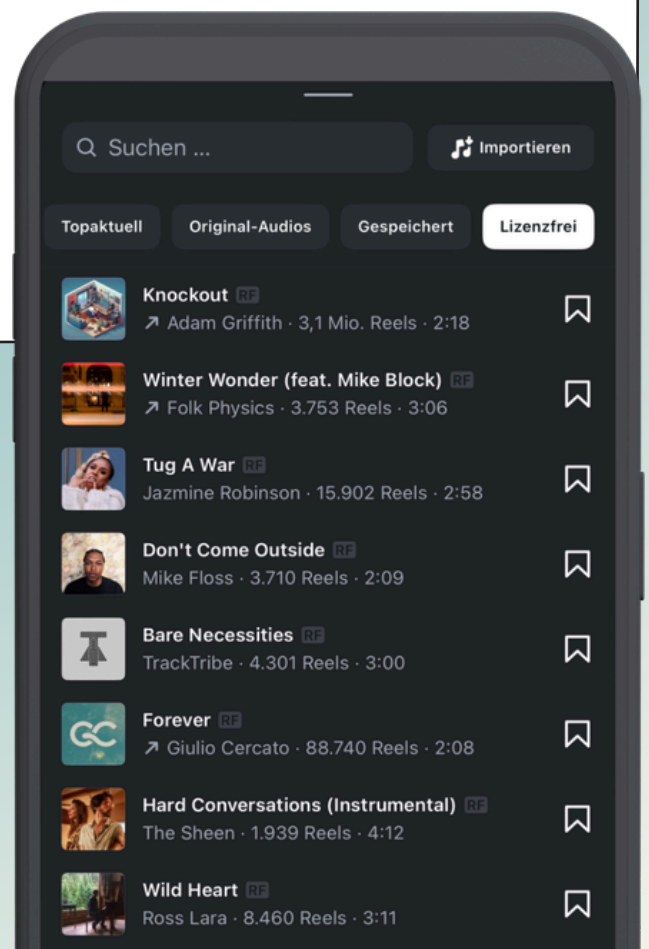 Suchen ...
Importieren
Topaktuell Original-Audios Gespeichert Lizenzfrei
Knockout RF
Adam Griffith · 3,1 Mio. Reels · 2:18
Winter Wonder (feat. Mike Block) RF
Folk Physics · 3.753 Reels · 3:06
Tug A War RF
Jazmine Robinson · 15.902 Reels · 2:58
Don't Come Outside RF
Mike Floss · 3.710 Reels · 2:09
Bare Necessities RF
TrackTribe · 4.301 Reels · 3:00
Forever RF
GC
Giulio Cercato · 88.740 Reels · 2:08
Hard Conversations (Instrumental) RF
The Sheen · 1.939 Reels · 4:12
Wild Heart RF
Ross Lara · 8.460 Reels · 3:11